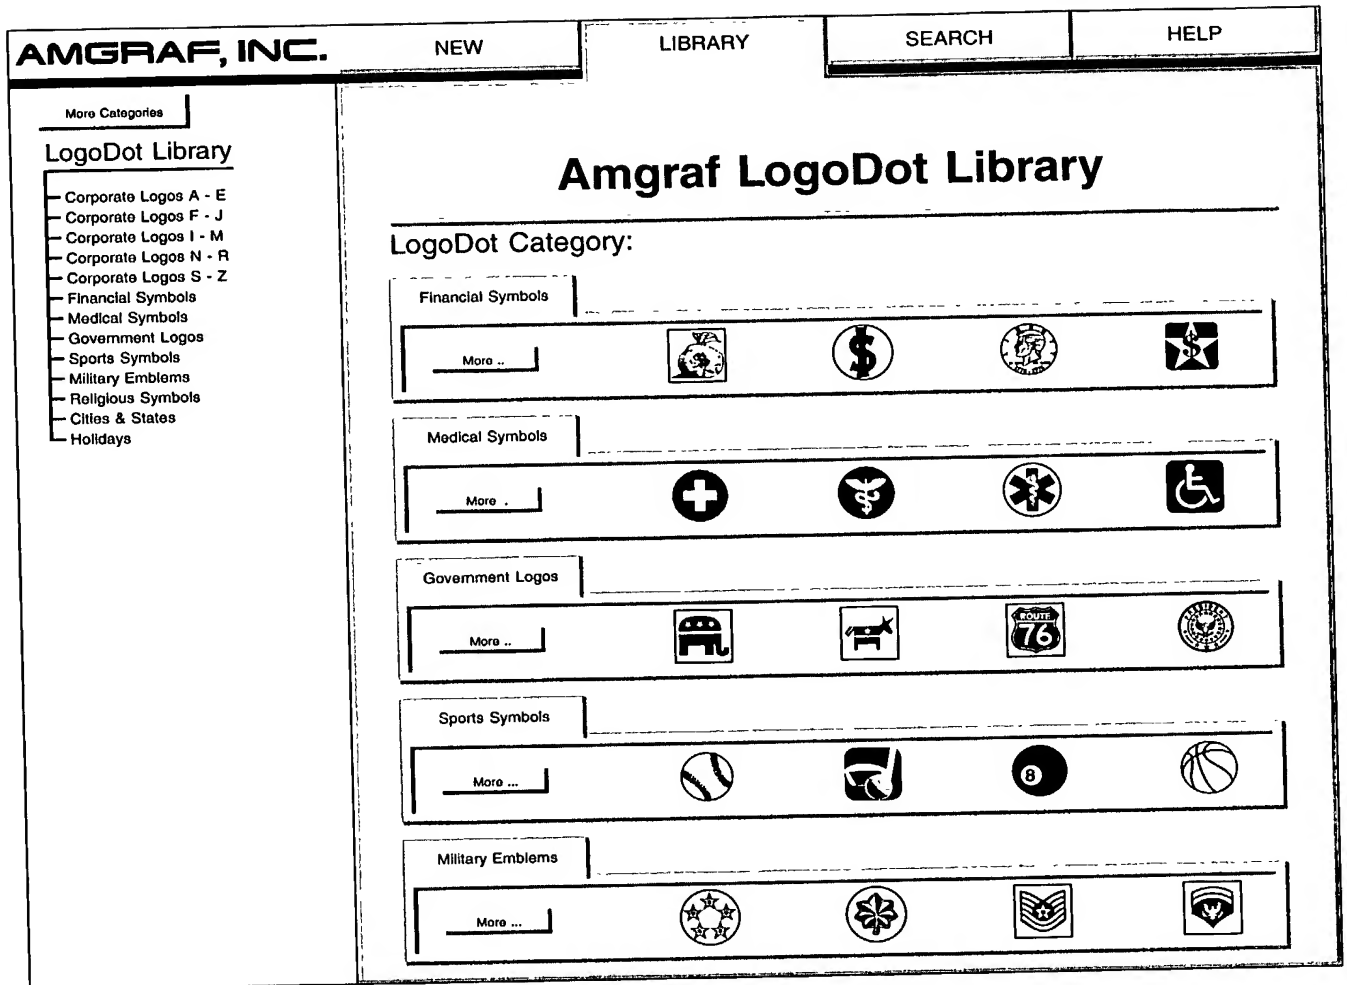 AMGRAF, INC.
NEW
LIBRARY
SEARCH
HELP
More Categories
LogoDot Library
Corporate Logos A - E
Corporate Logos F - J
Corporate Logos I - M
Corporate Logos N - R
Corporate Logos S - Z
Financial Symbols
Medical Symbols
Government Logos
Sports Symbols
Military Emblems
Religious Symbols
Cities & States
Holidays
Amgraf LogoDot Library
LogoDot Category:
Financial Symbols
More ..
$
$
Medical Symbols
More .
Government Logos
More ..
ROUTE
76
Sports Symbols
More ...
8
Military Emblems
More ...